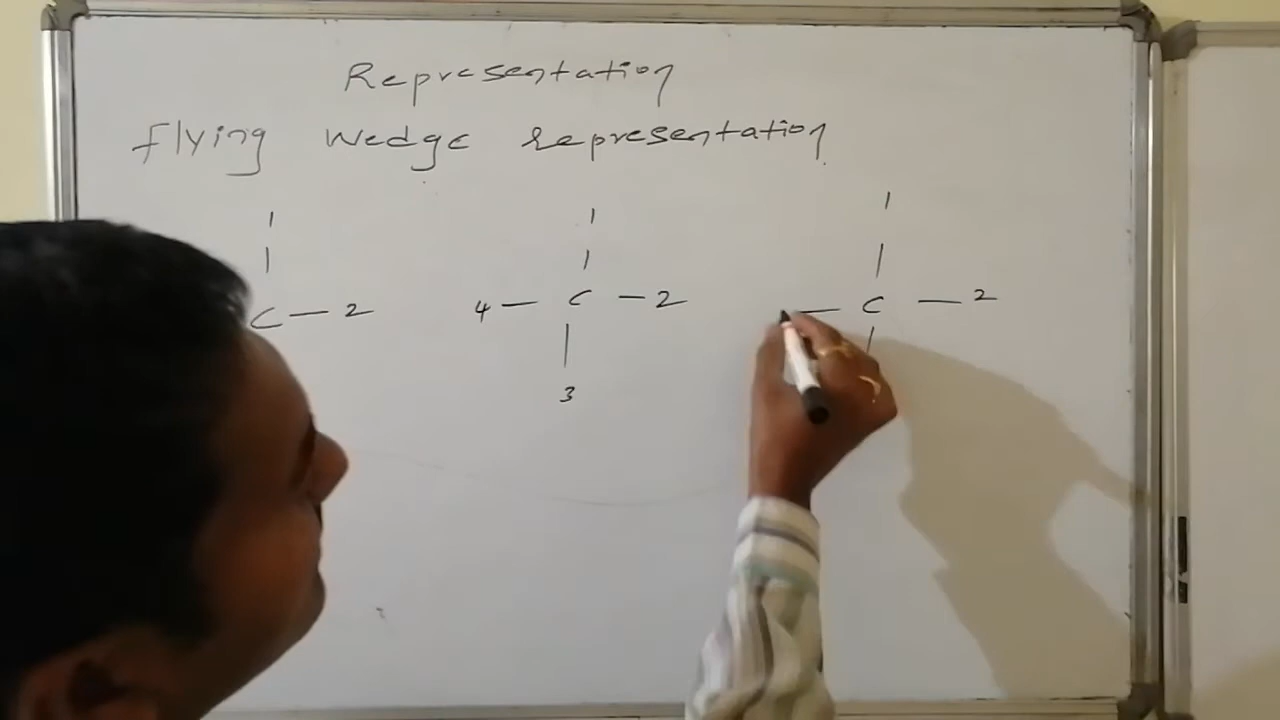 Representation
Flying Wedge representation
1 1 1
C — 2 4 — C — 2 — C — 2
3